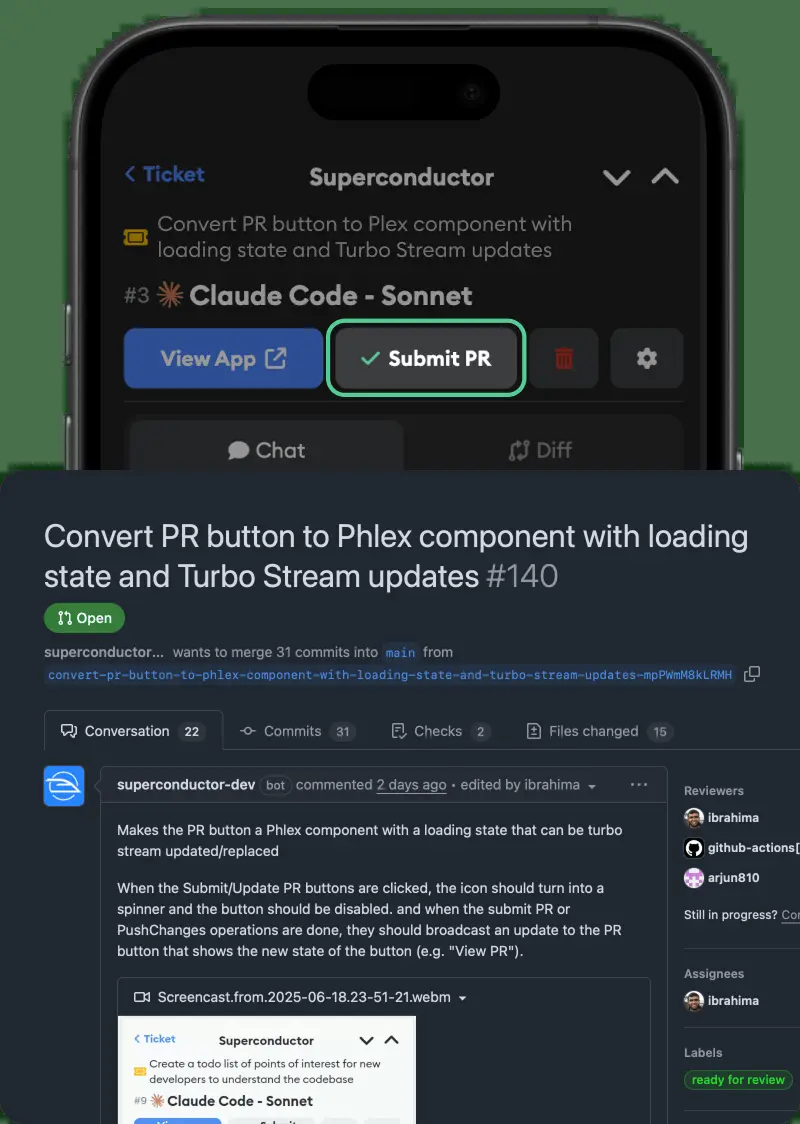 Ticket
Superconductor
Convert PR button to Plex component with
loading state and Turbo Stream updates
#3 Claude Code - Sonnet
View App
Submit PR
Chat
Diff
Convert PR button to Phlex component with loading
state and Turbo Stream updates #140
Open
superconductor... wants to merge 31 commits into main from
convert-pr-button-to-phlex-component-with-loading-state-and-turbo-stream-updates-mpPWmM8kLRMH
Conversation 22
Commits 31
Checks 2
Files changed 15
superconductor-dev bot commented 2 days ago • edited by ibrahima
Makes the PR button a Phlex component with a loading state that can be turbo
stream updated/replaced
When the Submit/Update PR buttons are clicked, the icon should turn into a
spinner and the button should be disabled. and when the submit PR or
PushChanges operations are done, they should broadcast an update to the PR
button that shows the new state of the button (e.g. "View PR").
Screencast.from.2025-06-18.23-51-21.webm
Ticket
Superconductor
Create a todo list of points of interest for new
developers to understand the codebase
#9 Claude Code - Sonnet
Reviewers
ibrahima
github-actions[
arjun810
Still in progress? Con
Assignees
ibrahima
Labels
ready for review